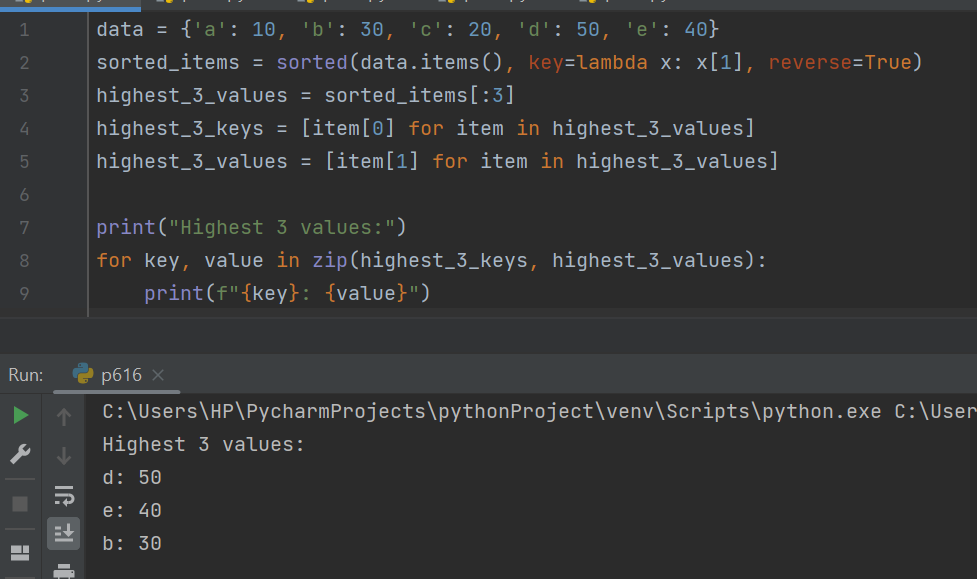 1 data = {'a': 10, 'b': 30, 'c': 20, 'd': 50, 'e': 40}
2 sorted_items = sorted(data.items(), key=lambda x: x[1], reverse=True)
3 highest_3_values = sorted_items[:3]
4 highest_3_keys = [item[0] for item in highest_3_values]
5 highest_3_values = [item[1] for item in highest_3_values]
6
7 print("Highest 3 values:")
8 for key, value in zip(highest_3_keys, highest_3_values):
9     print(f"{key}: {value}")
Run: p616
C:\Users\HP\PycharmProjects\pythonProject\venv\Scripts\python.exe C:\User
Highest 3 values:
d: 50
e: 40
b: 30